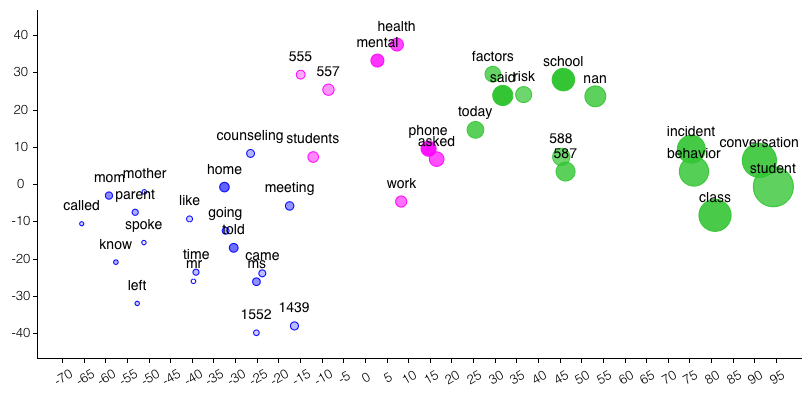 health
40
mental
555
factors
school
557
30
said
risk
nan
20
today
counseling
students
phone
incident
10
asked
588
conversation
home
587
behavior
mom
mother
meeting
work
student
0
called
parent
like
class
going
-10
spoke
told
know
time
came
mr
ms
-20
left
1552
1439
-30
-40
-70 -65 -60 -55 -50 -45 -40 -35 -30 -25 -20 -15 -10 -5 0 5 10 15 20 25 30 35 40 45 50 55 60 65 70 75 80 85 90 95